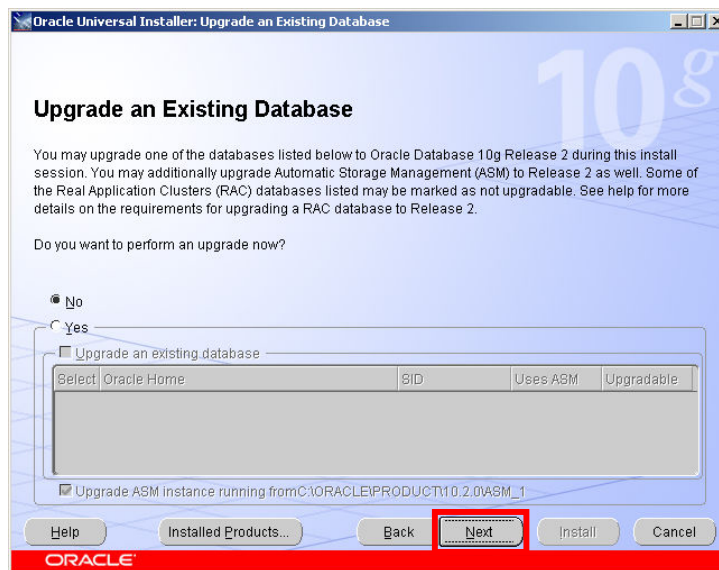 Oracle Universal Installer: Upgrade an Existing Database
10g
Upgrade an Existing Database
You may upgrade one of the databases listed below to Oracle Database 10g Release 2 during this install
session. You may additionally upgrade Automatic Storage Management (ASM) to Release 2 as well. Some of
the Real Application Clusters (RAC) databases listed may be marked as not upgradable. See help for more
details on the requirements for upgrading a RAC database to Release 2.
Do you want to perform an upgrade now?
No
Yes
Upgrade an existing database
Select Oracle Home SID Uses ASM Upgradable
Upgrade ASM instance running fromC:\ORACLE\PRODUCT\10.2.0\ASM_1
Help Installed Products... Back Next Install Cancel
ORACLE